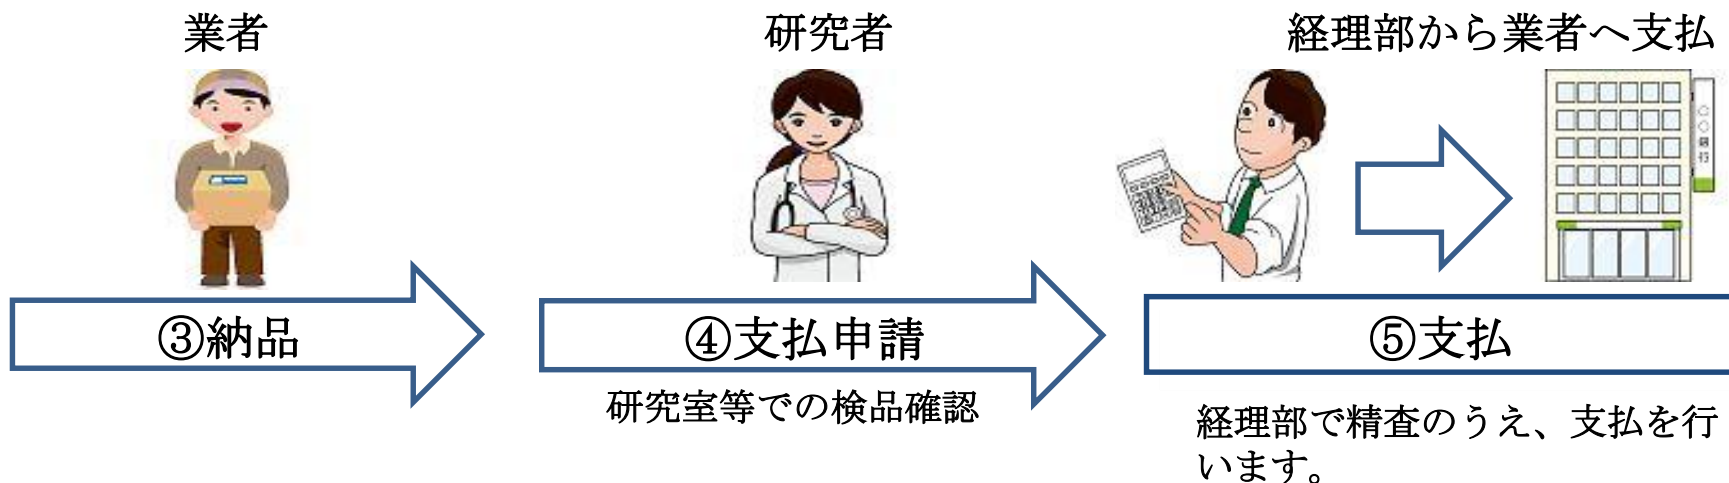 業者
研究者
経理部から業者へ支払
○○銀行
③納品
④支払申請
⑤支払
研究室等での検品確認
経理部で精査のうえ、支払を行
います。